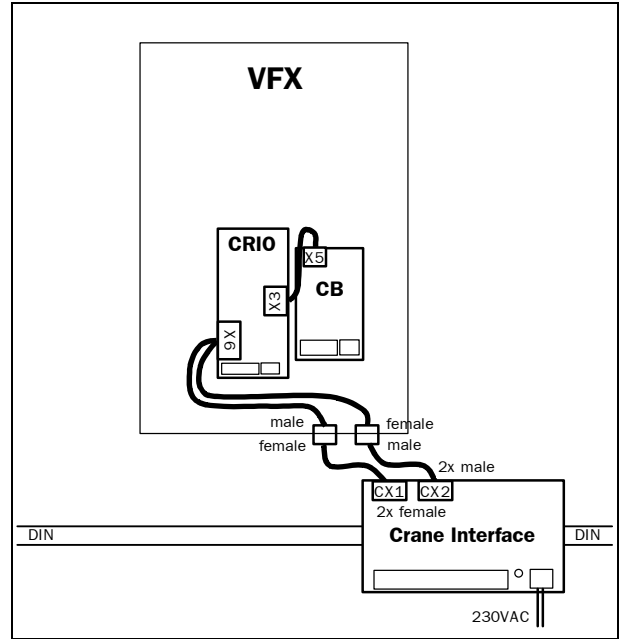 VFX
CRIO
X5
CB
X3
X6
male
female
female
male
2x male
CX1
CX2
2x female
DIN
Crane Interface
DIN
230VAC